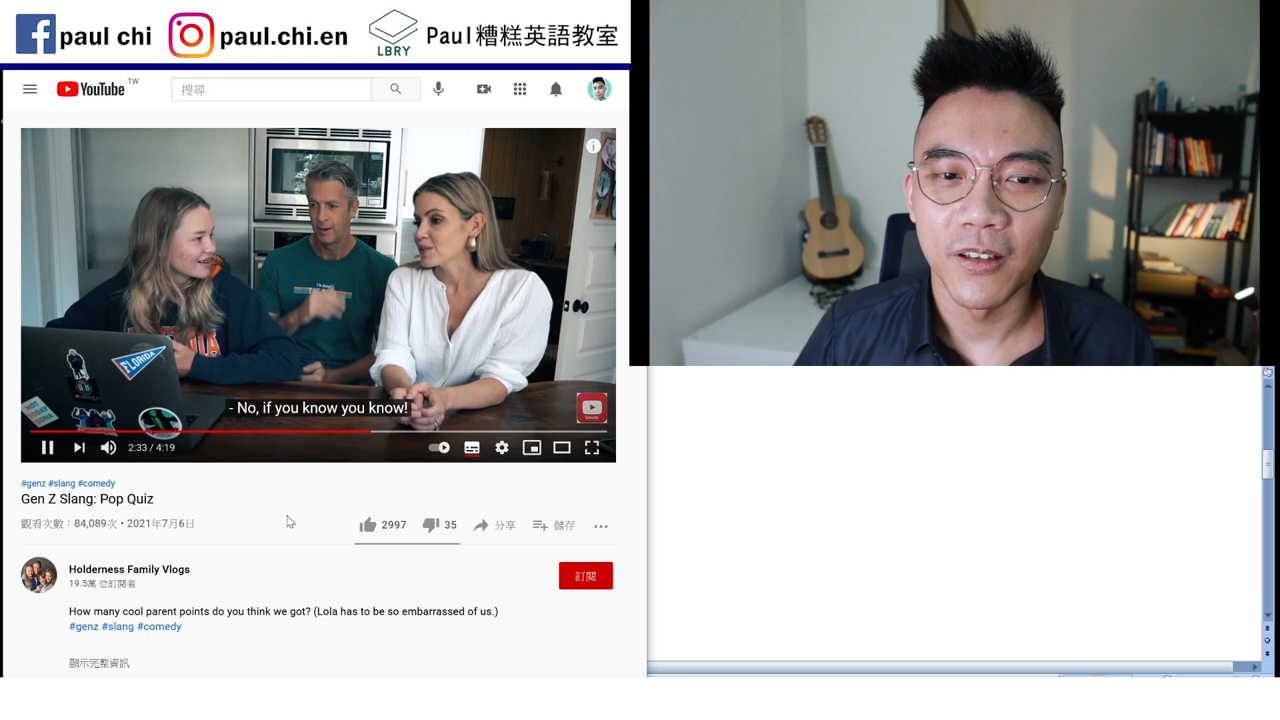 paul chi
paul.chi.en
LBRY
Paul糟糕英語教室
YouTube TW
搜尋
FLORIDA
- No, if you know you know!
2:33 / 4:19
#genz #slang #comedy
Gen Z Slang: Pop Quiz
觀看次數：84,089次 • 2021年7月6日
2997
35
分享
儲存
Holderness Family Vlogs
19.5萬 位訂閱者
訂閱
How many cool parent points do you think we got? (Lola has to be so embarrassed of us.)
#genz #slang #comedy
顯示完整資訊